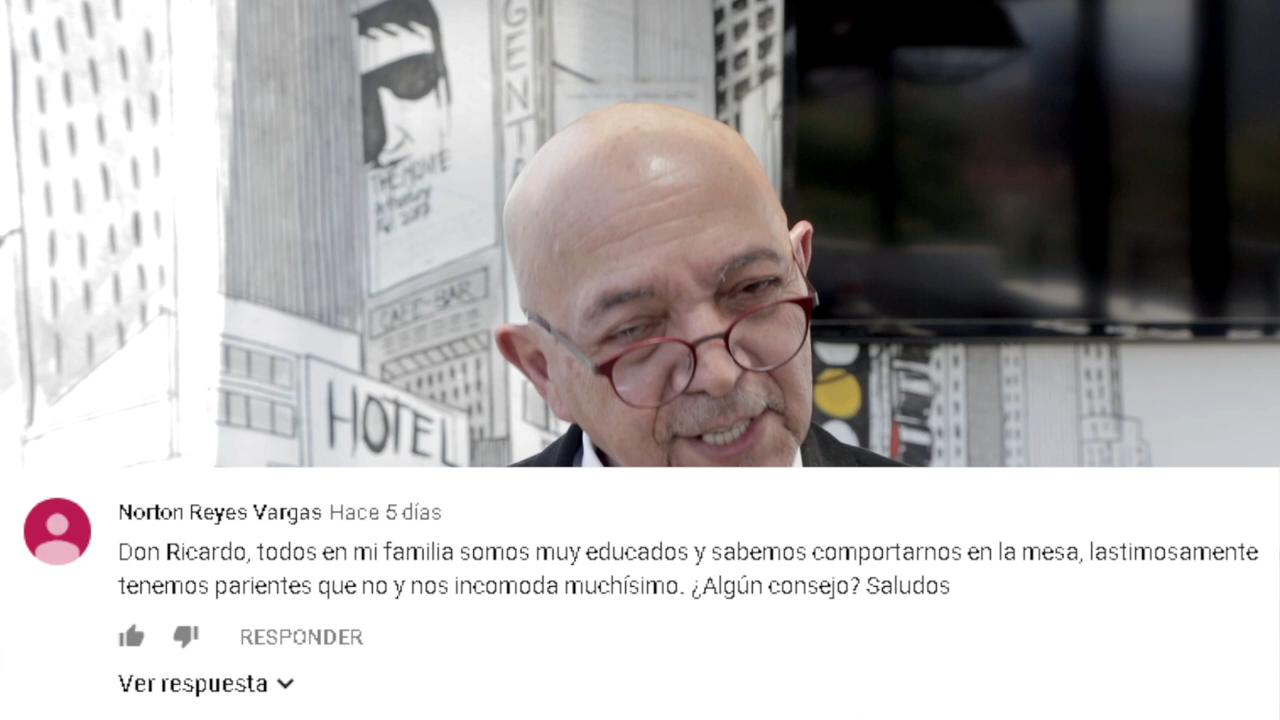 GENTA
THE MOVIE
CAFE-BAR
HOTEL
Norton Reyes Vargas Hace 5 días
Don Ricardo, todos en mi familia somos muy educados y sabemos comportarnos en la mesa, lastimosamente
tenemos parientes que no y nos incomoda muchísimo. ¿Algún consejo? Saludos
RESPONDER
Ver respuesta